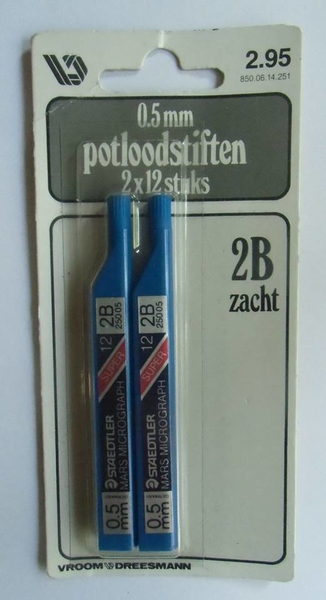 VD
2.95
850.06.14.251
0.5 mm
potloodstiften
2 x 12 stuks
2B
zacht
12 2B
250 05
SUPER
STAEDTLER
MARS MICROGRAPH
0.5
mm
12 2B
250 05
SUPER
STAEDTLER
MARS MICROGRAPH
0.5
mm
VROOM DREESMANN